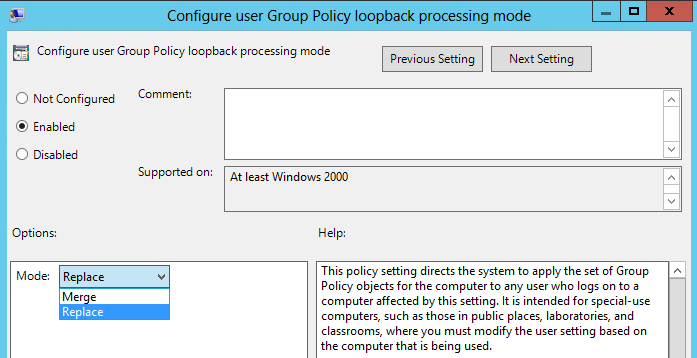 Configure user Group Policy loopback processing mode
Configure user Group Policy loopback processing mode
Previous Setting
Next Setting
Not Configured
Comment:
Enabled
Disabled
Supported on:
At least Windows 2000
Options:
Help:
Mode:
Replace
Merge
Replace
This policy setting directs the system to apply the set of Group
Policy objects for the computer to any user who logs on to a
computer affected by this setting. It is intended for special-use
computers, such as those in public places, laboratories, and
classrooms, where you must modify the user setting based on
the computer that is being used.